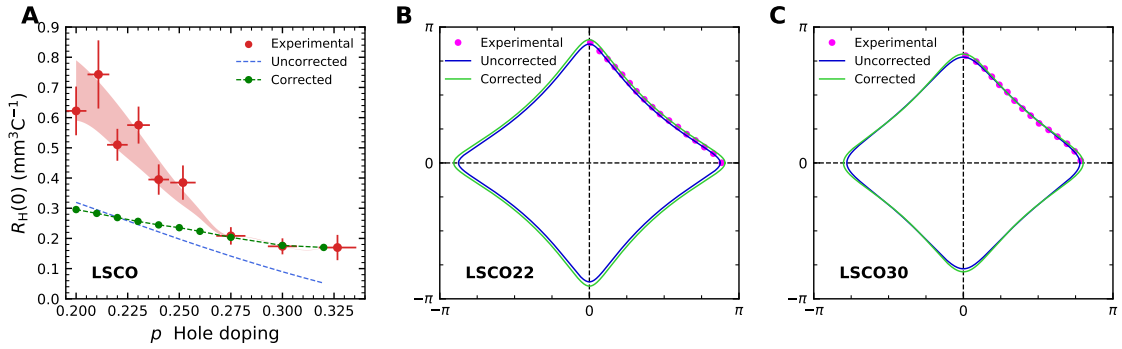 A
R_H(0) (mm³C⁻¹)
0.9
0.8
0.7
0.6
0.5
0.4
0.3
0.2
0.1
0.0
Experimental
Uncorrected
Corrected
LSCO
0.200 0.225 0.250 0.275 0.300 0.325
p Hole doping
B
π
0
−π
Experimental
Uncorrected
Corrected
LSCO22
−π 0 π
C
π
0
−π
Experimental
Uncorrected
Corrected
LSCO30
−π 0 π